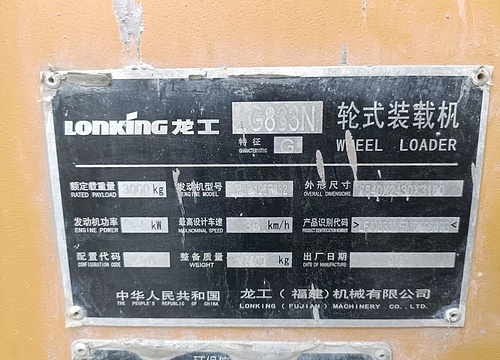 LONKING 龙工 LG833N 轮式装载机
特征 G
CHARACTERISTIC
WHEEL LOADER
额定载重量 3000 kg 发动机型号 外形尺寸
RATED PAYLOAD ENGINE MODEL OVERALL DIMENSIONS
发动机功率 kW 最高设计车速 36 km/h 产品识别代码 > <
ENGINE POWER MAX.NOMINAL SPEED PRODUCT IDENTIFICATION NUMBER
配置代码 整备质量 kg 出厂日期
CONFIGURATION CODE WEIGHT DATE OF MANUFACTURE
中华人民共和国 龙工（福建）机械有限公司
THE PEOPLE'S REPUBLIC OF CHINA LONKING (FUJIAN) MACHINERY CO., LTD.